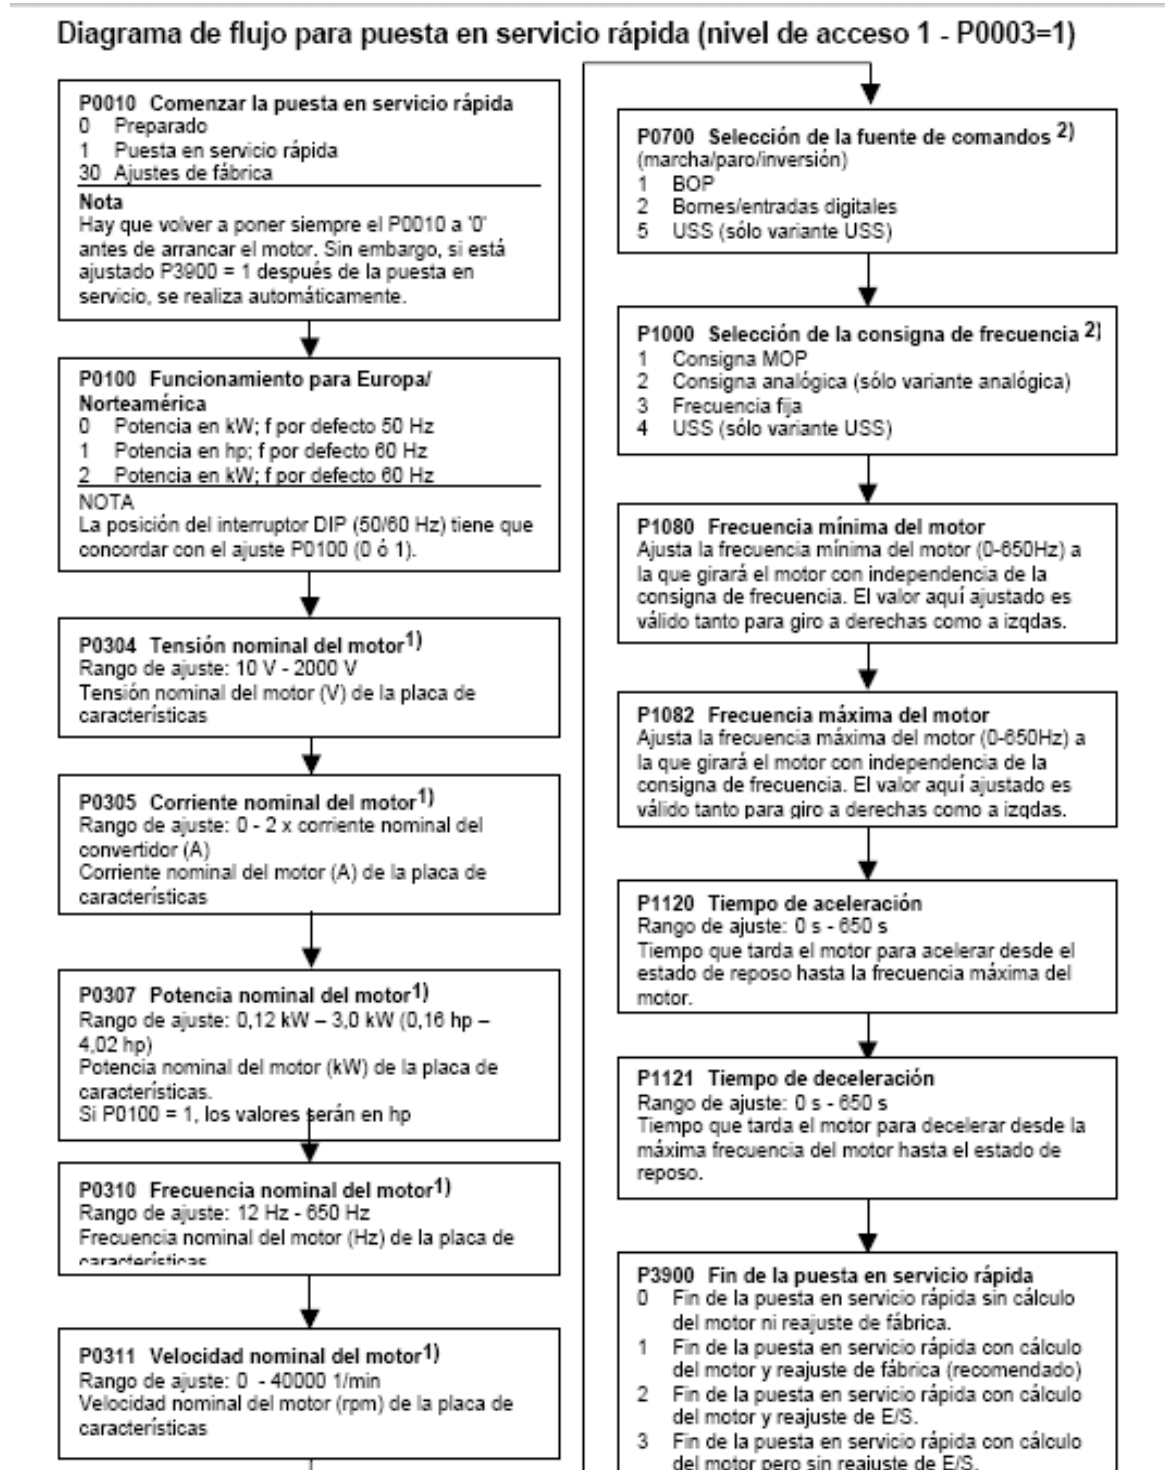 Diagrama de flujo para puesta en servicio rápida (nivel de acceso 1 - P0003=1)
P0010 Comenzar la puesta en servicio rápida
0 Preparado
1 Puesta en servicio rápida
30 Ajustes de fábrica
Nota
Hay que volver a poner siempre el P0010 a '0'
antes de arrancar el motor. Sin embargo, si está
ajustado P3900 = 1 después de la puesta en
servicio, se realiza automáticamente.
P0100 Funcionamiento para Europa/
Norteamérica
0 Potencia en kW; f por defecto 50 Hz
1 Potencia en hp; f por defecto 60 Hz
2 Potencia en kW; f por defecto 60 Hz
NOTA
La posición del interruptor DIP (50/60 Hz) tiene que
concordar con el ajuste P0100 (0 ó 1).
P0304 Tensión nominal del motor1)
Rango de ajuste: 10 V - 2000 V
Tensión nominal del motor (V) de la placa de
características
P0305 Corriente nominal del motor1)
Rango de ajuste: 0 - 2 x corriente nominal del
convertidor (A)
Corriente nominal del motor (A) de la placa de
características
P0307 Potencia nominal del motor1)
Rango de ajuste: 0,12 kW – 3,0 kW (0,16 hp –
4,02 hp)
Potencia nominal del motor (kW) de la placa de
características.
Si P0100 = 1, los valores serán en hp
P0310 Frecuencia nominal del motor1)
Rango de ajuste: 12 Hz - 650 Hz
Frecuencia nominal del motor (Hz) de la placa de
características
P0311 Velocidad nominal del motor1)
Rango de ajuste: 0 - 40000 1/min
Velocidad nominal del motor (rpm) de la placa de
características
P0700 Selección de la fuente de comandos 2)
(marcha/paro/inversión)
1 BOP
2 Bornes/entradas digitales
5 USS (sólo variante USS)
P1000 Selección de la consigna de frecuencia 2)
1 Consigna MOP
2 Consigna analógica (sólo variante analógica)
3 Frecuencia fija
4 USS (sólo variante USS)
P1080 Frecuencia mínima del motor
Ajusta la frecuencia mínima del motor (0-650Hz) a
la que girará el motor con independencia de la
consigna de frecuencia. El valor aquí ajustado es
válido tanto para giro a derechas como a izqdas.
P1082 Frecuencia máxima del motor
Ajusta la frecuencia máxima del motor (0-650Hz) a
la que girará el motor con independencia de la
consigna de frecuencia. El valor aquí ajustado es
válido tanto para giro a derechas como a izqdas.
P1120 Tiempo de aceleración
Rango de ajuste: 0 s - 650 s
Tiempo que tarda el motor para acelerar desde el
estado de reposo hasta la frecuencia máxima del
motor.
P1121 Tiempo de deceleración
Rango de ajuste: 0 s - 650 s
Tiempo que tarda el motor para decelerar desde la
máxima frecuencia del motor hasta el estado de
reposo.
P3900 Fin de la puesta en servicio rápida
0 Fin de la puesta en servicio rápida sin cálculo
del motor ni reajuste de fábrica.
1 Fin de la puesta en servicio rápida con cálculo
del motor y reajuste de fábrica (recomendado)
2 Fin de la puesta en servicio rápida con cálculo
del motor y reajuste de E/S.
3 Fin de la puesta en servicio rápida con cálculo
del motor pero sin reajuste de E/S.